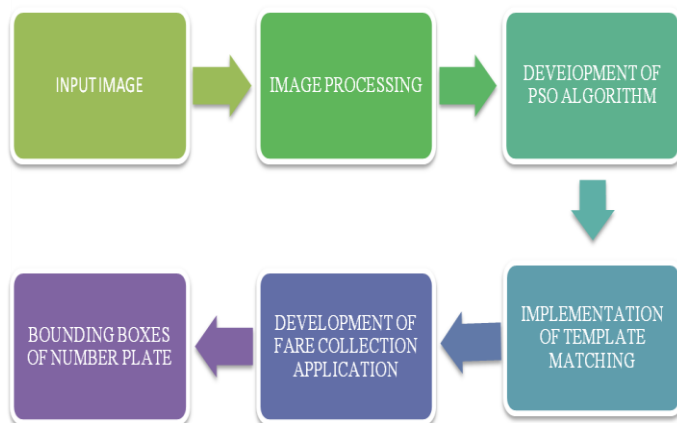 INPUT IMAGE
IMAGE PROCESSING
DEVEIOPMENT OF
PSO ALGORITHM
IMPLEMENTATION
OF TEMPLATE
MATCHING
DEVELOPMENT OF
FARE COLLECTION
APPLICATION
BOUNDING BOXES
OF NUMBER PLATE